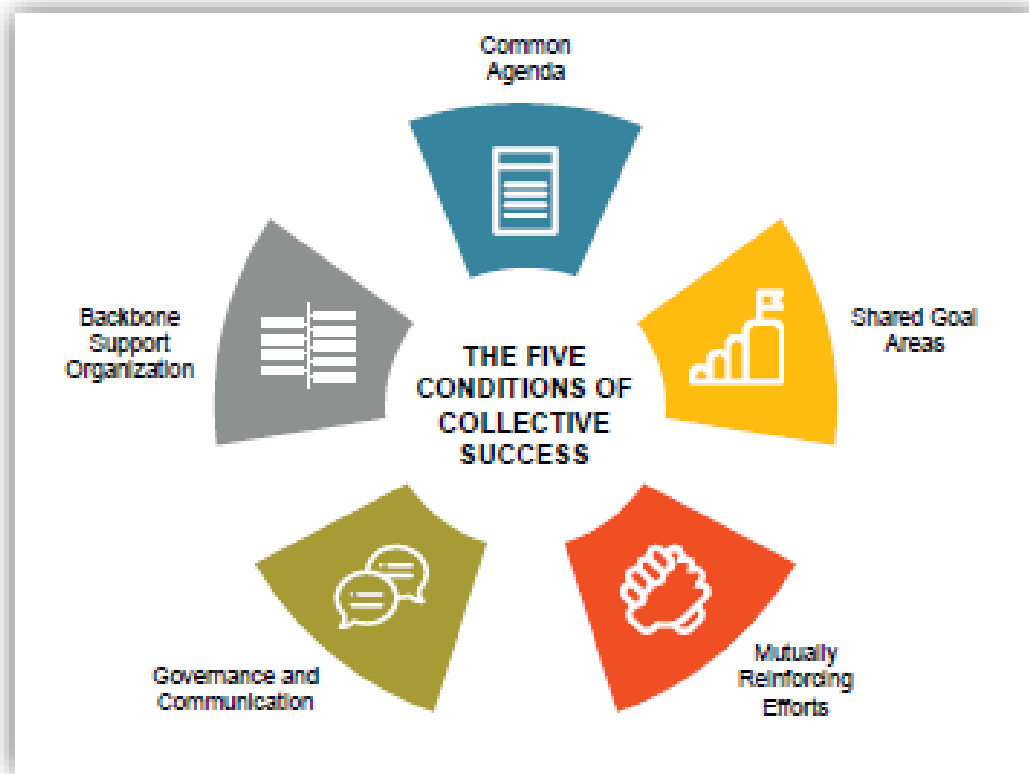 Common
Agenda
Shared Goal
Areas
Mutually
Reinforcing
Efforts
Governance and
Communication
Backbone
Support
Organization
THE FIVE
CONDITIONS OF
COLLECTIVE
SUCCESS